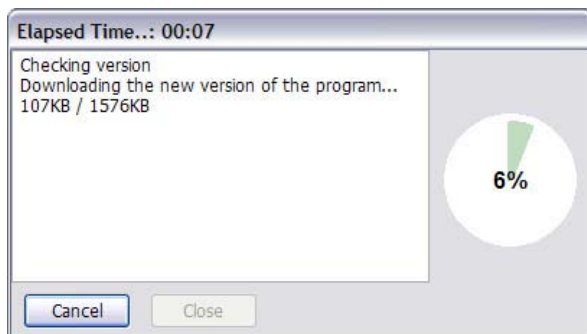 Elapsed Time..: 00:07
Checking version
Downloading the new version of the program...
107KB / 1576KB
6%
Cancel
Close